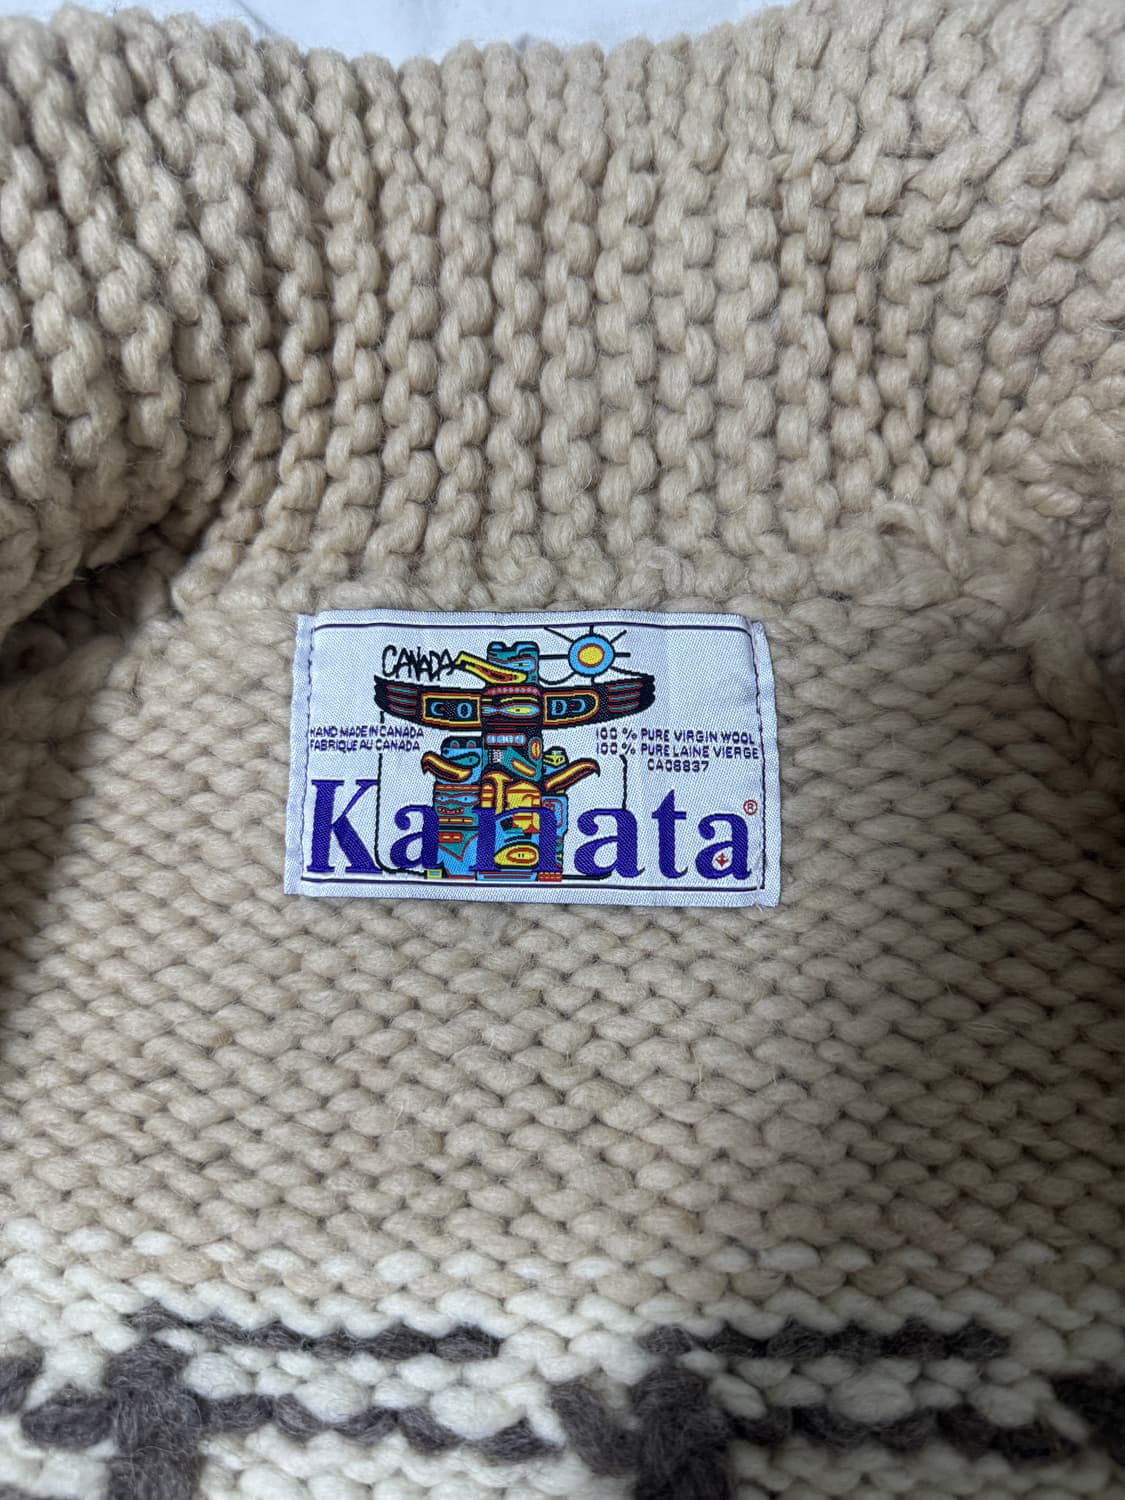 CANADA
HAND MADE IN CANADA
FABRIQUE AU CANADA
100 % PURE VIRGIN WOOL
100 % PURE LAINE VIERGE
CA08837
Kanata®